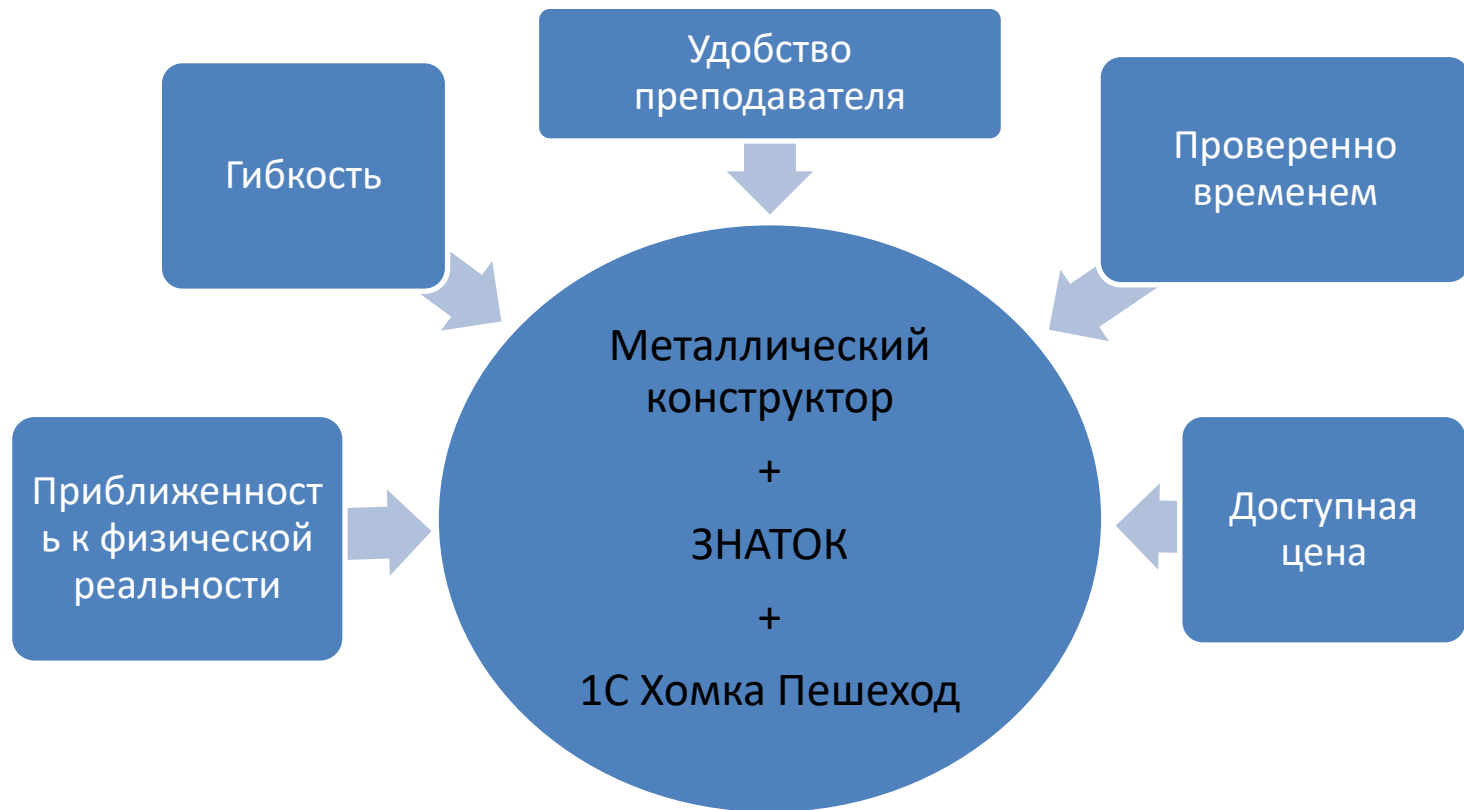 Удобство
преподавателя
Гибкость
Проверенно
временем
Приближенност
ь к физической
реальности
Металлический
конструктор
+
ЗНАТОК
+
1С Хомка Пешеход
Доступная
цена